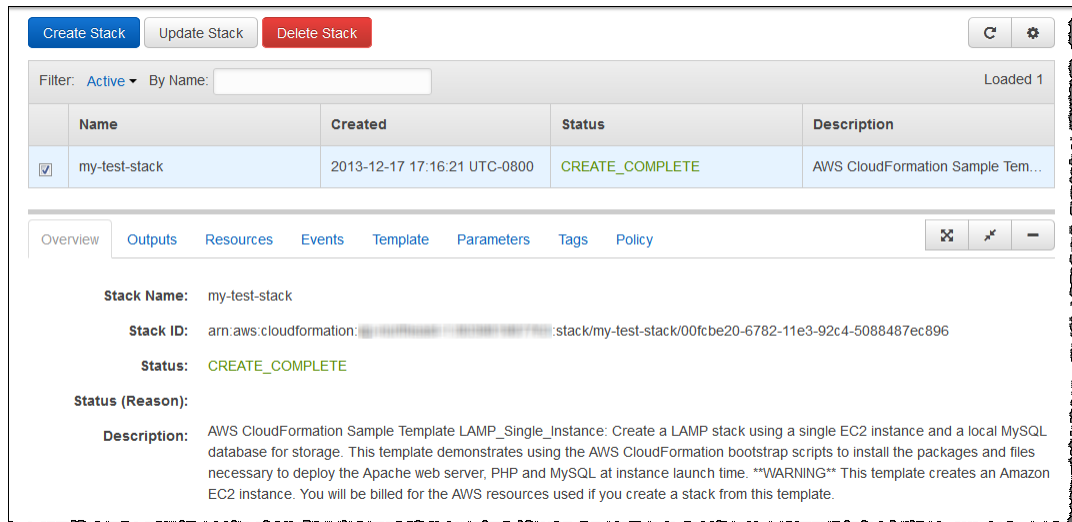 Create Stack Update Stack Delete Stack
Filter: Active By Name: Loaded 1
Name Created Status Description
my-test-stack 2013-12-17 17:16:21 UTC-0800 CREATE_COMPLETE AWS CloudFormation Sample Tem...
Overview Outputs Resources Events Template Parameters Tags Policy
Stack Name: my-test-stack
Stack ID: arn:aws:cloudformation: :stack/my-test-stack/00fcbe20-6782-11e3-92c4-5088487ec896
Status: CREATE_COMPLETE
Status (Reason):
Description: AWS CloudFormation Sample Template LAMP_Single_Instance: Create a LAMP stack using a single EC2 instance and a local MySQL
database for storage. This template demonstrates using the AWS CloudFormation bootstrap scripts to install the packages and files
necessary to deploy the Apache web server, PHP and MySQL at instance launch time. **WARNING** This template creates an Amazon
EC2 instance. You will be billed for the AWS resources used if you create a stack from this template.